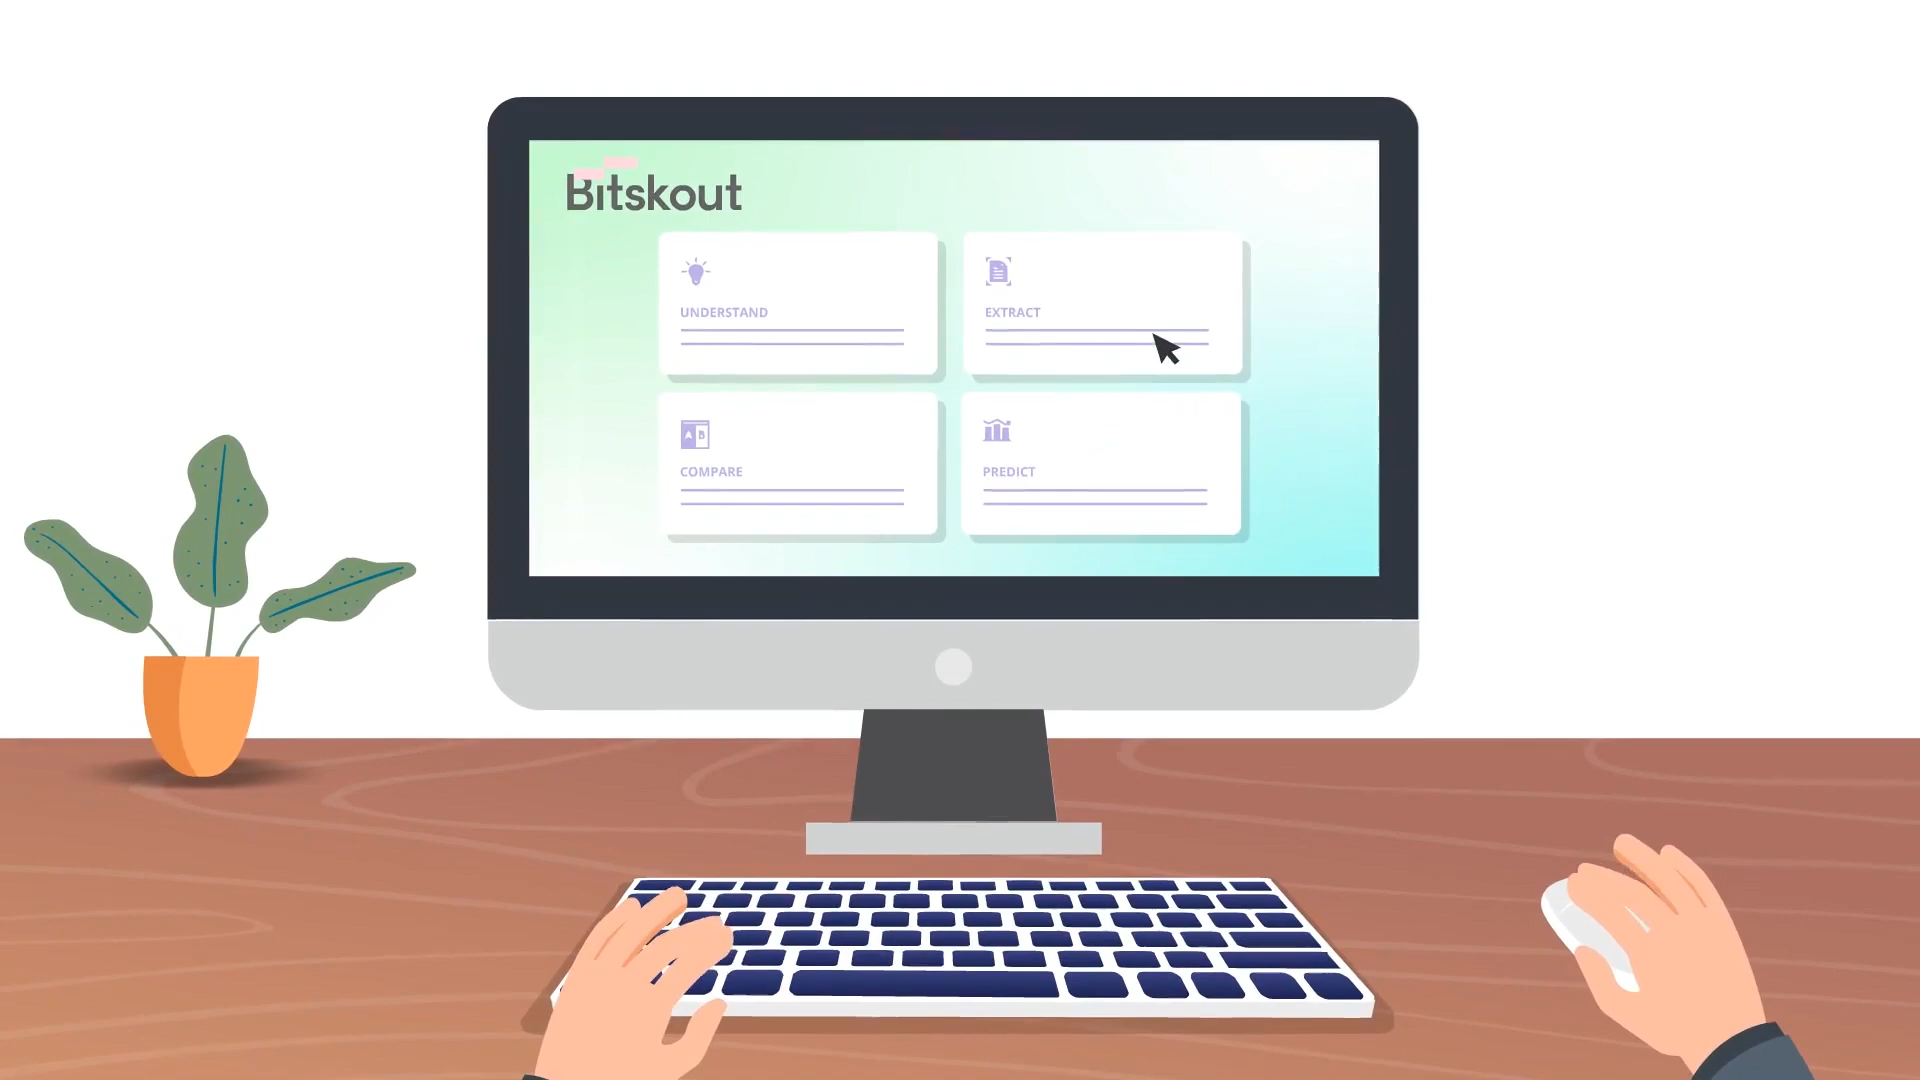 Bitskout
UNDERSTAND
EXTRACT
A B
COMPARE
PREDICT